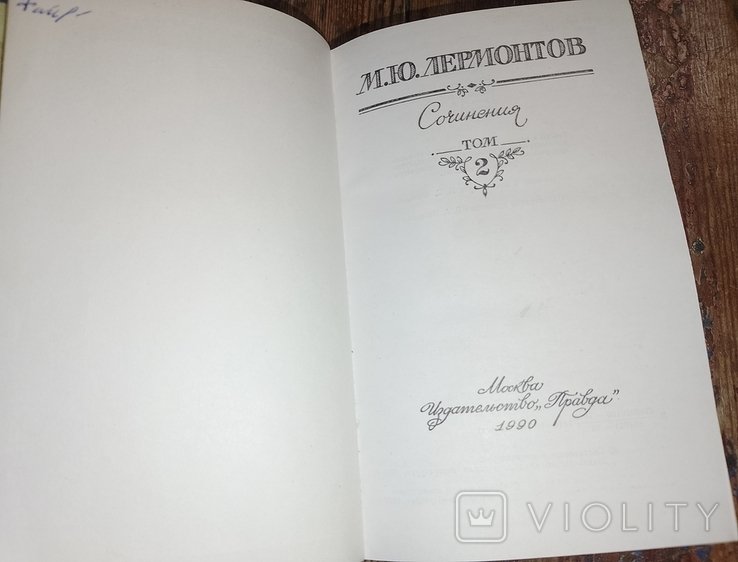 М.Ю. ЛЕРМОНТОВ
Сочинения
ТОМ
2
Москва
Издательство „Правда"
1990
VIOLITY